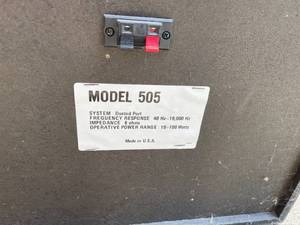 MODEL 505
SYSTEM Ducted Port
FREQUENCY RESPONSE 40 Hz-18,000 Hz
IMPEDANCE 8 ohms
OPERATIVE POWER RANGE 10-100 Watts
Made in U.S.A.